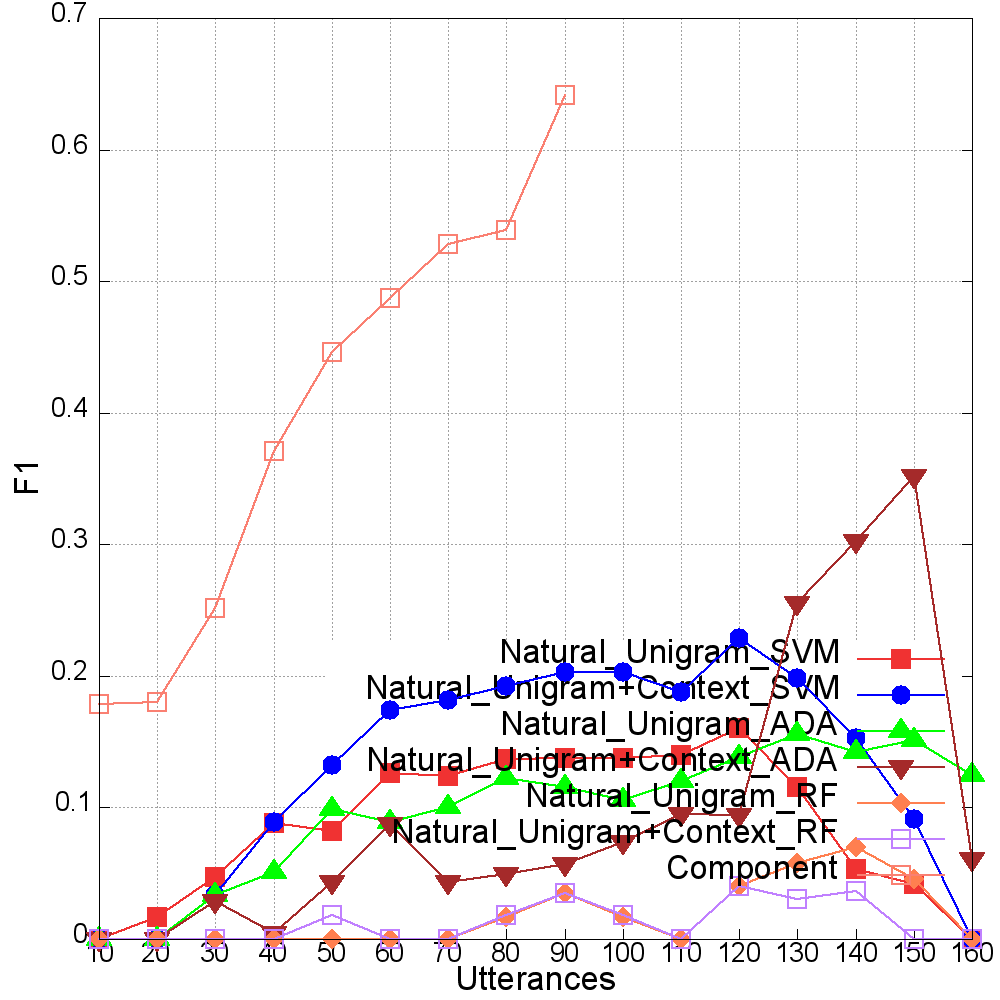 0.7
0.6
0.5
0.4
0.3
0.2
0.1
0
F1
Natural_Unigram_SVM
Natural_Unigram+Context_SVM
Natural_Unigram_ADA
Natural_Unigram+Context_ADA
Natural_Unigram_RF
Natural_Unigram+Context_RF
Component
10 20 30 40 50 60 70 80 90 100 110 120 130 140 150 160
Utterances